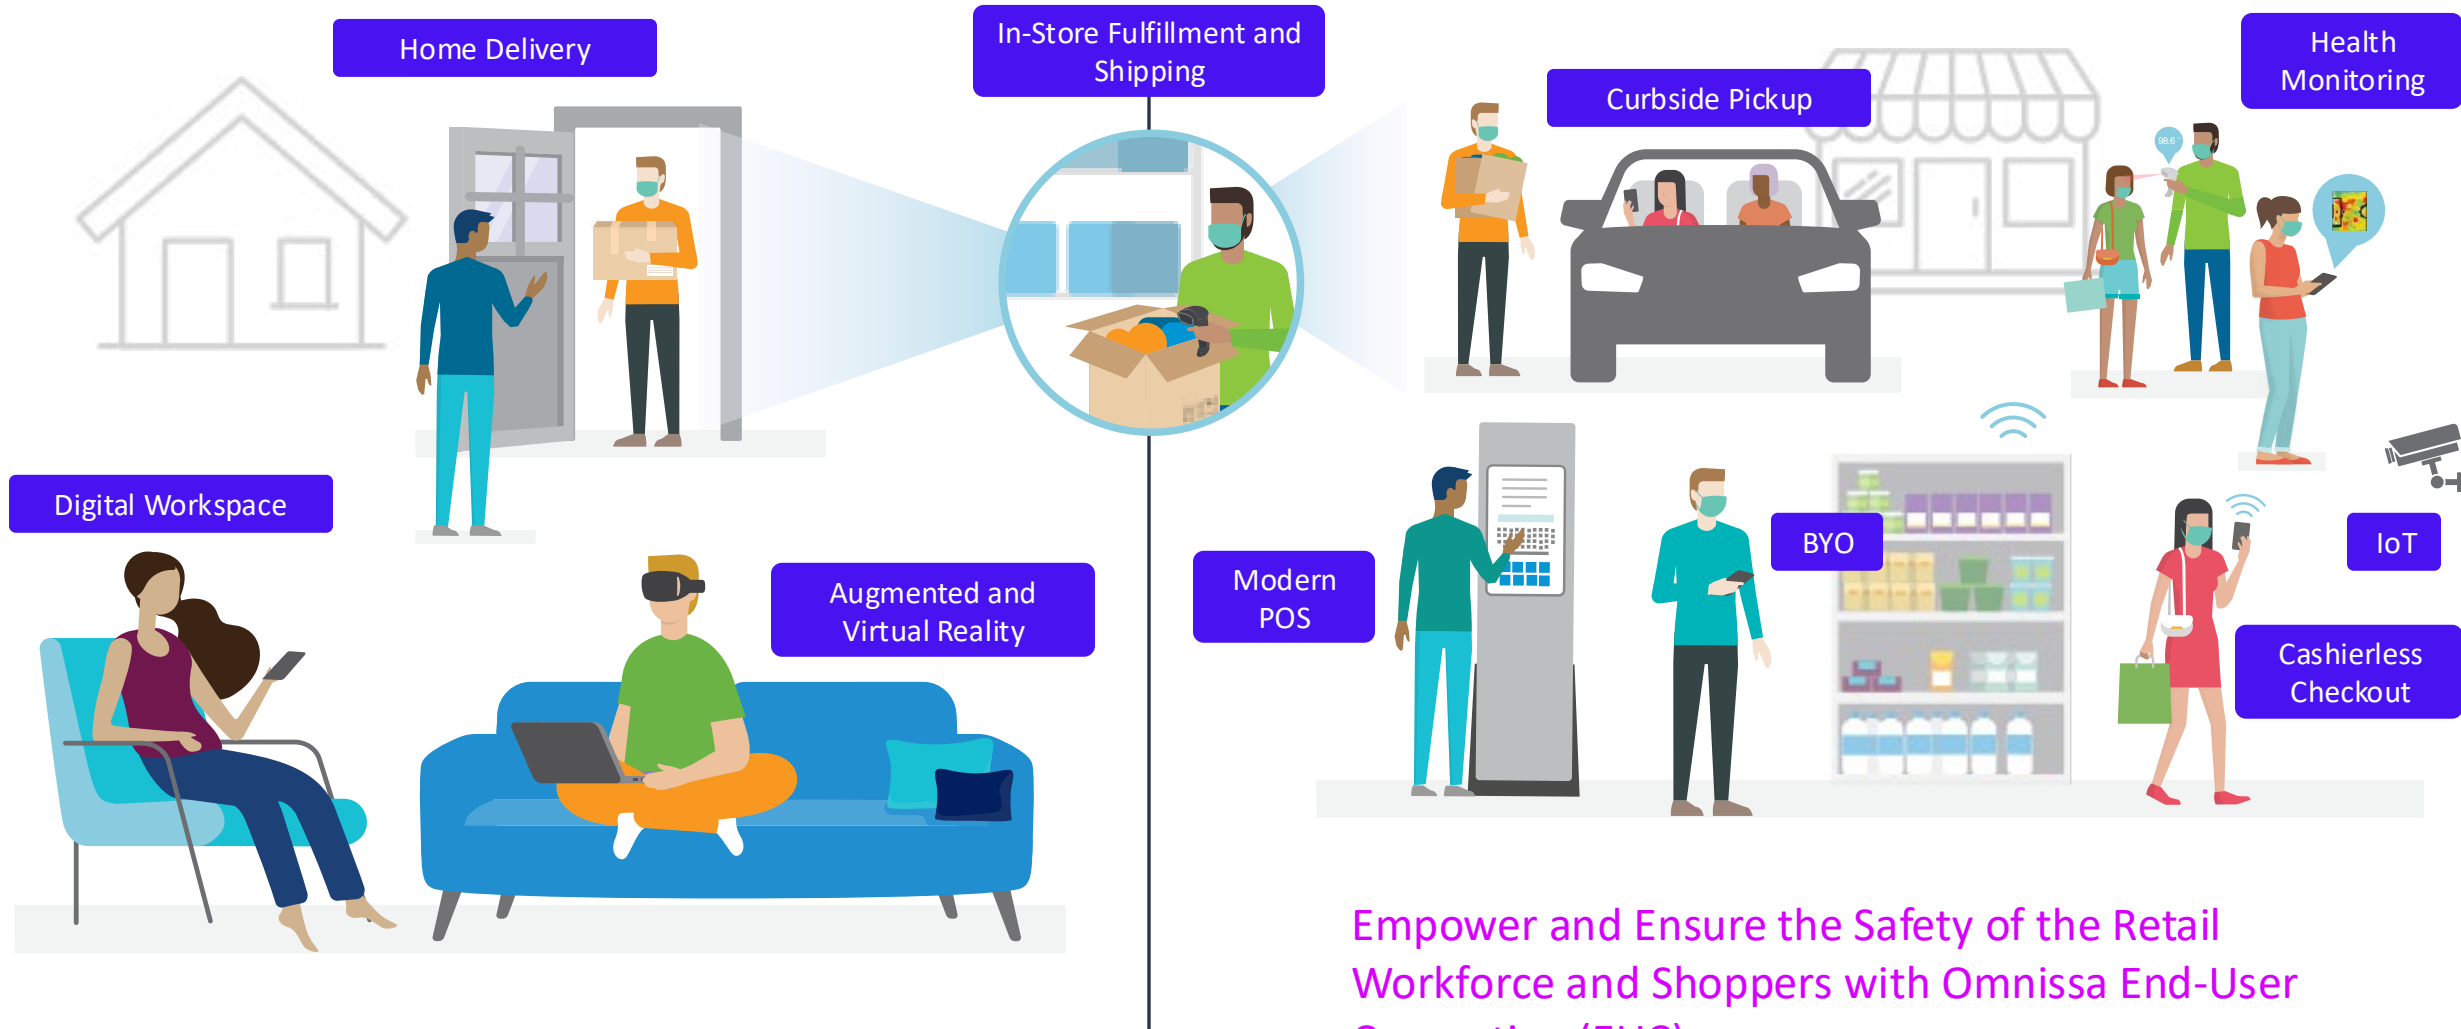 Home Delivery
In-Store Fulfillment and
Shipping
Curbside Pickup
Health
Monitoring
98.6°
Digital Workspace
Augmented and
Virtual Reality
Modern
POS
BYO
IoT
Cashierless
Checkout
Empower and Ensure the Safety of the Retail
Workforce and Shoppers with Omnissa End-User